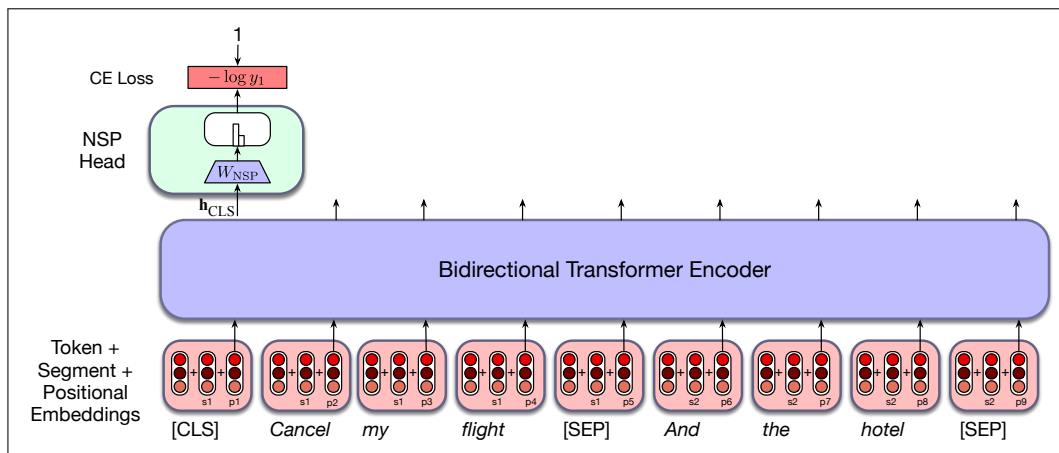 1
CE Loss
− log y1
NSP
Head
WNSP
hCLS
Bidirectional Transformer Encoder
Token +
Segment +
Positional
Embeddings
+ + + + + + + + + + + + + + + + + +
s1 p1 s1 p2 s1 p3 s1 p4 s1 p5 s2 p6 s2 p7 s2 p8 s2 p9
[CLS] Cancel my flight [SEP] And the hotel [SEP]